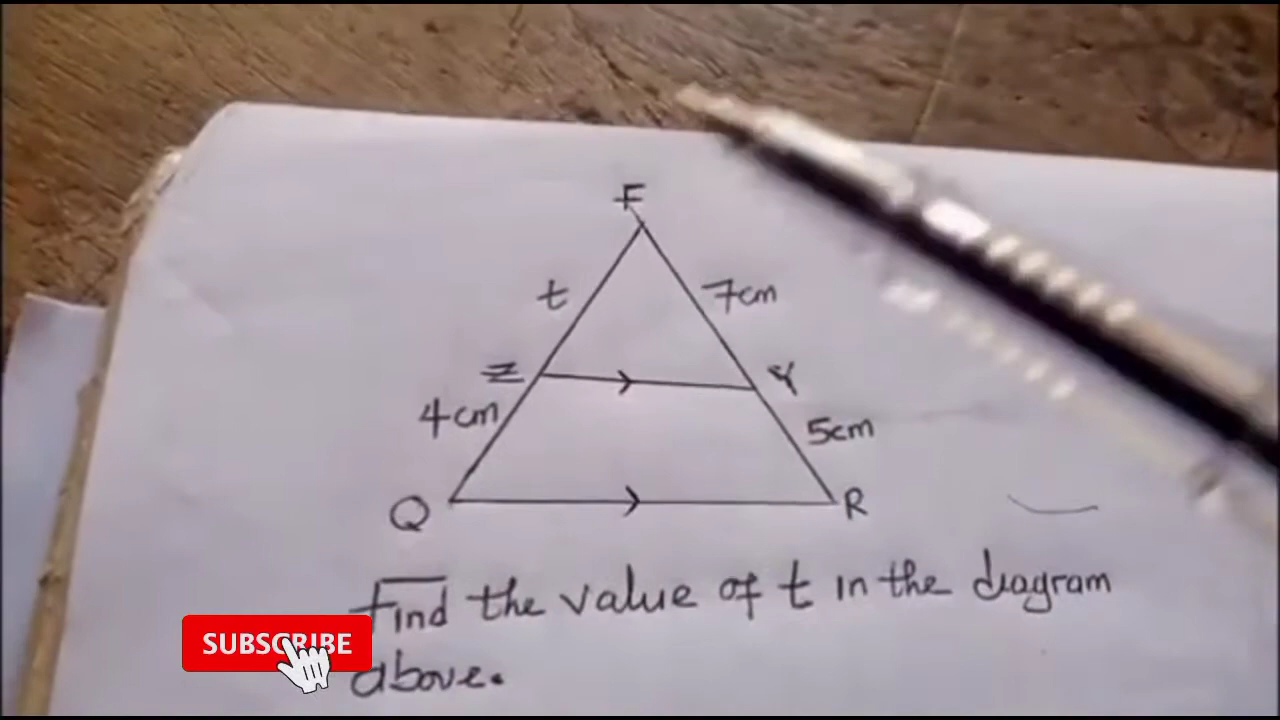 F
t
7cm
Z
Y
4cm
5cm
Q
R
Find the value of t in the diagram
above.
SUBSCRIBE